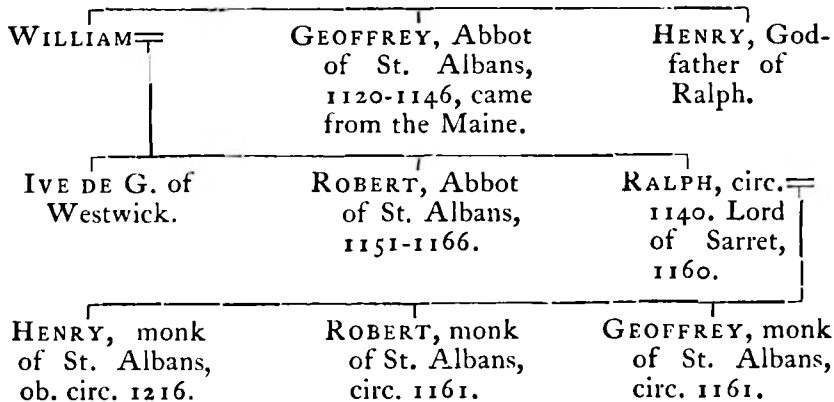 WILLIAM=
GEOFFREY, Abbot
of St. Albans,
1120-1146, came
from the Maine.
HENRY, God-
father of
Ralph.
IVE DE G. of
Westwick.
ROBERT, Abbot
of St. Albans,
1151-1166.
RALPH, circ.=
1140. Lord
of Sarret,
1160.
HENRY, monk
of St. Albans,
ob. circ. 1216.
ROBERT, monk
of St. Albans,
circ. 1161.
GEOFFREY, monk
of St. Albans,
circ. 1161.